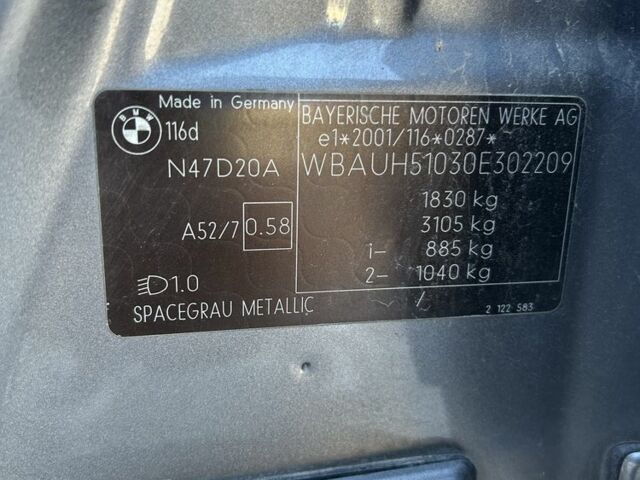 Made in Germany
BMW
116d
N47D20A
A52/7 0.58
1.0
SPACEGRAU METALLIC
BAYERISCHE MOTOREN WERKE AG
e1*2001/116*0287*
WBAUH51030E302209
1830 kg
3105 kg
1- 885 kg
2- 1040 kg
/
2 122 583